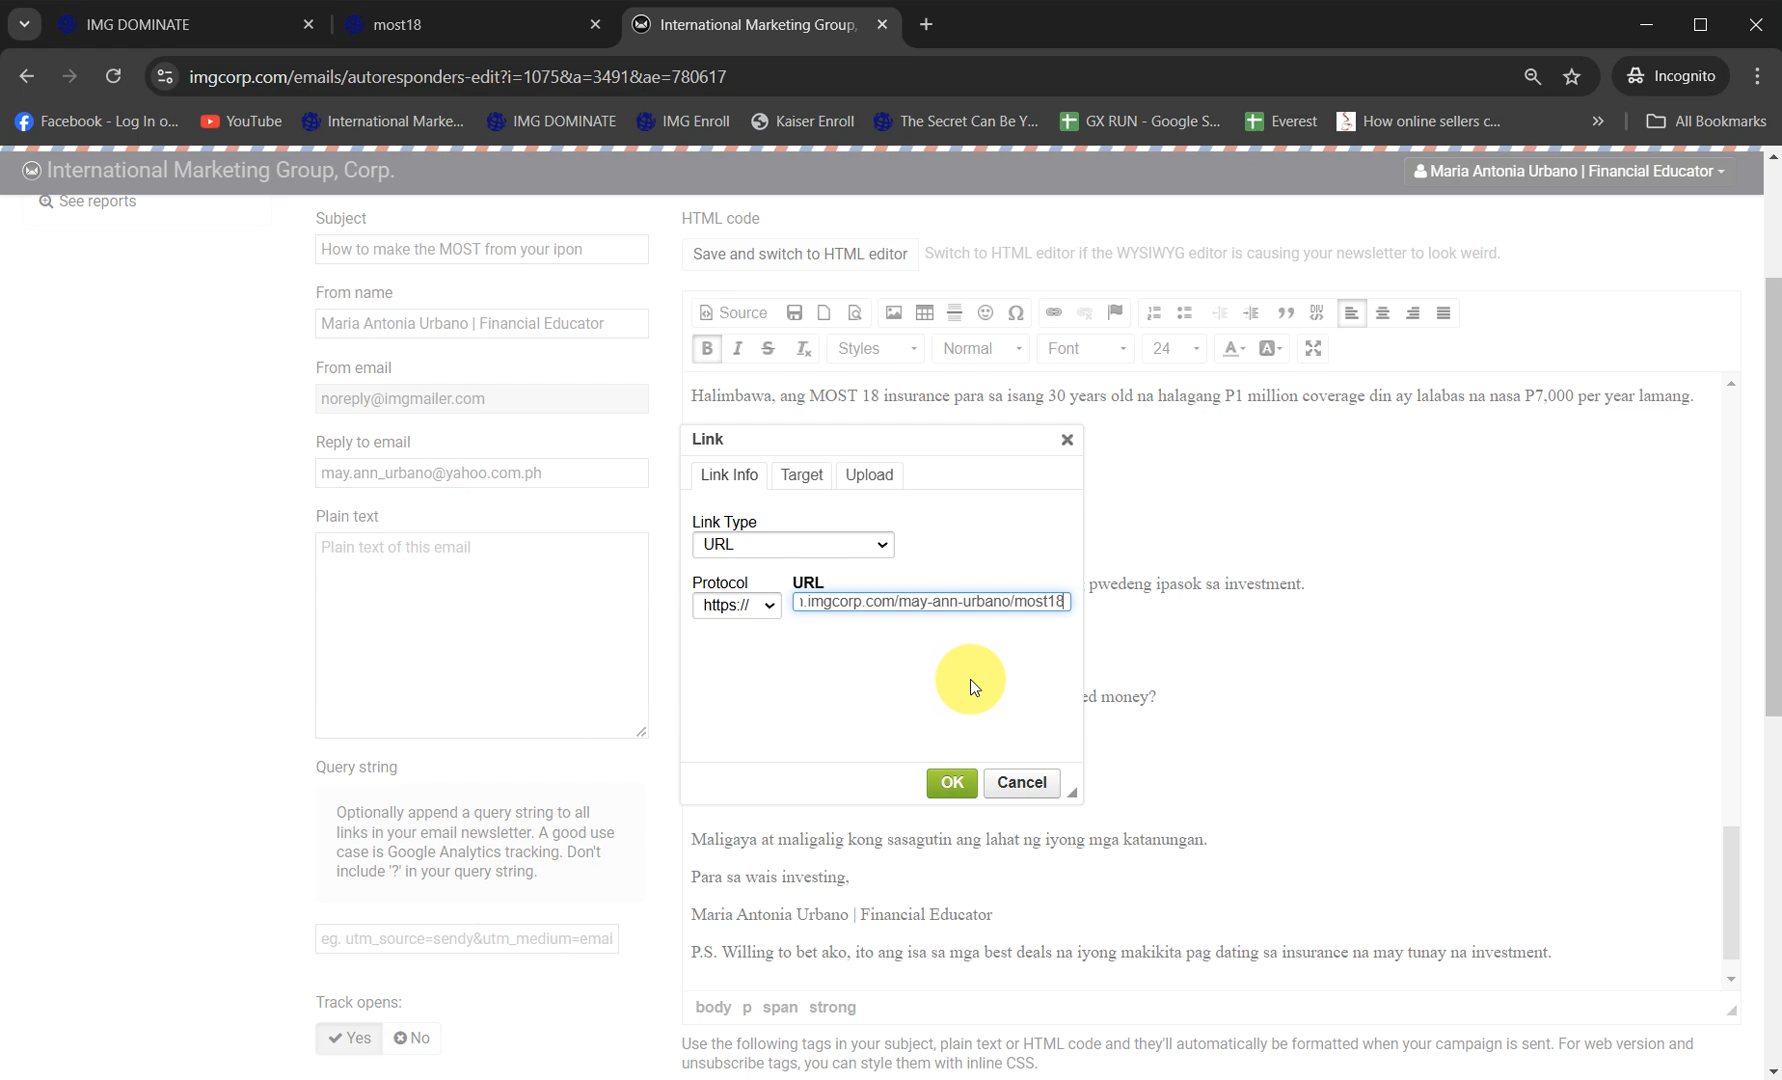 IMG DOMINATE
most18
International Marketing Group,
imgcorp.com/emails/autoresponders-edit?i=1075&a=3491&ae=780617
Incognito
Facebook - Log In o...
YouTube
International Marke...
IMG DOMINATE
IMG Enroll
Kaiser Enroll
The Secret Can Be Y...
GX RUN - Google S...
Everest
How online sellers c...
All Bookmarks
International Marketing Group, Corp.
Maria Antonia Urbano | Financial Educator
See reports
Subject
How to make the MOST from your ipon
From name
Maria Antonia Urbano | Financial Educator
From email
noreply@imgmailer.com
Reply to email
may.ann_urbano@yahoo.com.ph
Plain text
Plain text of this email
Query string
Optionally append a query string to all
links in your email newsletter. A good use
case is Google Analytics tracking. Don't
include '?' in your query string.
eg. utm_source=sendy&utm_medium=emai
Track opens:
Yes
No
HTML code
Save and switch to HTML editor
Switch to HTML editor if the WYSIWYG editor is causing your newsletter to look weird.
Source
Styles
Normal
Font
24
Halimbawa, ang MOST 18 insurance para sa isang 30 years old na halagang P1 million coverage din ay lalabas na nasa P7,000 per year lamang.
Link
Link Info
Target
Upload
Link Type
URL
Protocol
URL
https://
.imgcorp.com/may-ann-urbano/most18
OK
Cancel
pwedeng ipasok sa investment.
ed money?
Maligaya at maligalig kong sasagutin ang lahat ng iyong mga katanungan.
Para sa wais investing,
Maria Antonia Urbano | Financial Educator
P.S. Willing to bet ako, ito ang isa sa mga best deals na iyong makikita pag dating sa insurance na may tunay na investment.
body p span strong
Use the following tags in your subject, plain text or HTML code and they'll automatically be formatted when your campaign is sent. For web version and
unsubscribe tags, you can style them with inline CSS.